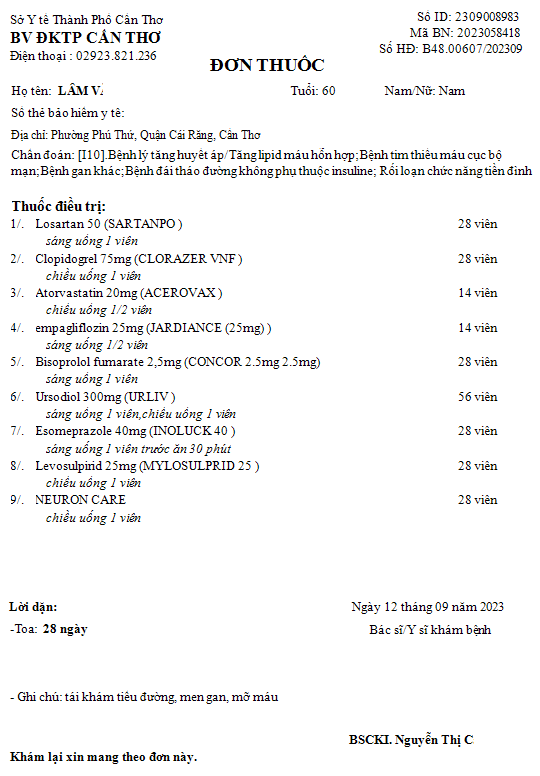 Sở Y tế Thành Phố Cần Thơ
Số ID: 2309008983
BV ĐKTP CẦN THƠ
Mã BN: 2023058418
Điện thoại : 02923.821.236
Số HĐ: B48.00607/202309
ĐƠN THUỐC
Họ tên: LÂM V
Tuổi: 60
Nam/Nữ: Nam
Số thẻ bảo hiểm y tế:
Địa chỉ: Phường Phú Thứ, Quận Cái Răng, Cần Thơ
Chẩn đoán: [I10].Bệnh lý tăng huyết áp/Tăng lipid máu hỗn hợp;Bệnh tim thiếu máu cục bộ
mạn;Bệnh gan khác;Bệnh đái tháo đường không phụ thuộc insuline; Rối loạn chức năng tiền đình
Thuốc điều trị:
1/. Losartan 50 (SARTANPO ) 28 viên
sáng uống 1 viên
2/. Clopidogrel 75mg (CLORAZER VNF ) 28 viên
chiều uống 1 viên
3/. Atorvastatin 20mg (ACEROVAX ) 14 viên
chiều uống 1/2 viên
4/. empagliflozin 25mg (JARDIANCE (25mg) ) 14 viên
sáng uống 1/2 viên
5/. Bisoprolol fumarate 2,5mg (CONCOR 2.5mg 2.5mg) 28 viên
sáng uống 1 viên
6/. Ursodiol 300mg (URLIV ) 56 viên
sáng uống 1 viên,chiều uống 1 viên
7/. Esomeprazole 40mg (INOLUCK 40 ) 28 viên
sáng uống 1 viên trước ăn 30 phút
8/. Levosulpirid 25mg (MYLOSULPRID 25 ) 28 viên
chiều uống 1 viên
9/. NEURON CARE 28 viên
chiều uống 1 viên
Lời dặn:
Ngày 12 tháng 09 năm 2023
-Toa: 28 ngày
Bác sĩ/Y sĩ khám bệnh
- Ghi chú: tái khám tiểu đường, men gan, mỡ máu
BSCKI. Nguyễn Thị C
Khám lại xin mang theo đơn này.